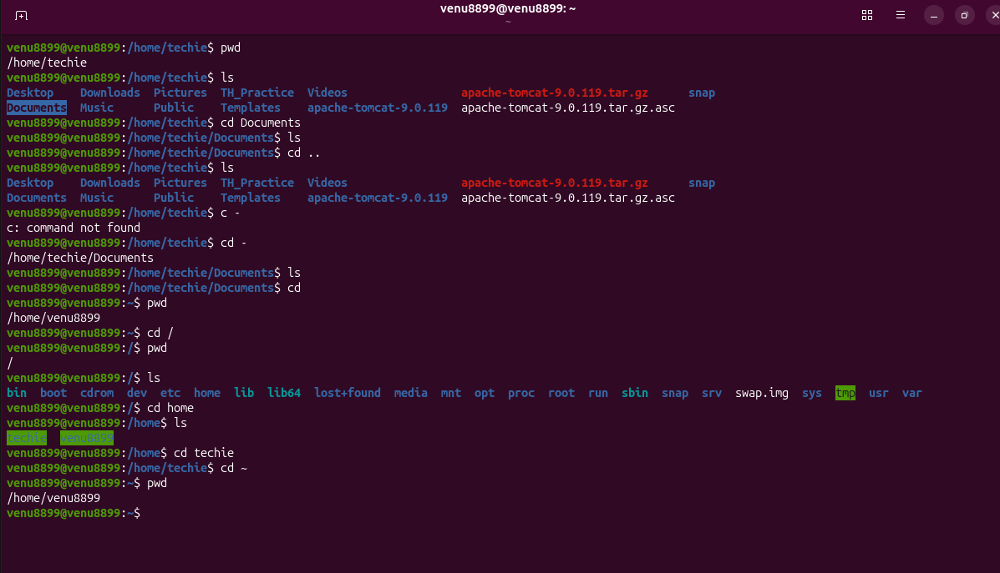 venu8899@venu8899: ~
~
venu8899@venu8899:/home/techie$ pwd
/home/techie
venu8899@venu8899:/home/techie$ ls
Desktop    Downloads  Pictures  TH_Practice  Videos                 apache-tomcat-9.0.119.tar.gz      snap
Documents  Music      Public    Templates    apache-tomcat-9.0.119  apache-tomcat-9.0.119.tar.gz.asc
venu8899@venu8899:/home/techie$ cd Documents
venu8899@venu8899:/home/techie/Documents$ ls
venu8899@venu8899:/home/techie/Documents$ cd ..
venu8899@venu8899:/home/techie$ ls
Desktop    Downloads  Pictures  TH_Practice  Videos                 apache-tomcat-9.0.119.tar.gz      snap
Documents  Music      Public    Templates    apache-tomcat-9.0.119  apache-tomcat-9.0.119.tar.gz.asc
venu8899@venu8899:/home/techie$ c -
c: command not found
venu8899@venu8899:/home/techie$ cd -
/home/techie/Documents
venu8899@venu8899:/home/techie/Documents$ ls
venu8899@venu8899:/home/techie/Documents$ cd
venu8899@venu8899:~$ pwd
/home/venu8899
venu8899@venu8899:~$ cd /
venu8899@venu8899:/$ pwd
/
venu8899@venu8899:/$ ls
bin  boot  cdrom  dev  etc  home  lib  lib64  lost+found  media  mnt  opt  proc  root  run  sbin  snap  srv  swap.img  sys  tmp  usr  var
venu8899@venu8899:/$ cd home
venu8899@venu8899:/home$ ls
techie  venu8899
venu8899@venu8899:/home$ cd techie
venu8899@venu8899:/home/techie$ cd ~
venu8899@venu8899:~$ pwd
/home/venu8899
venu8899@venu8899:~$